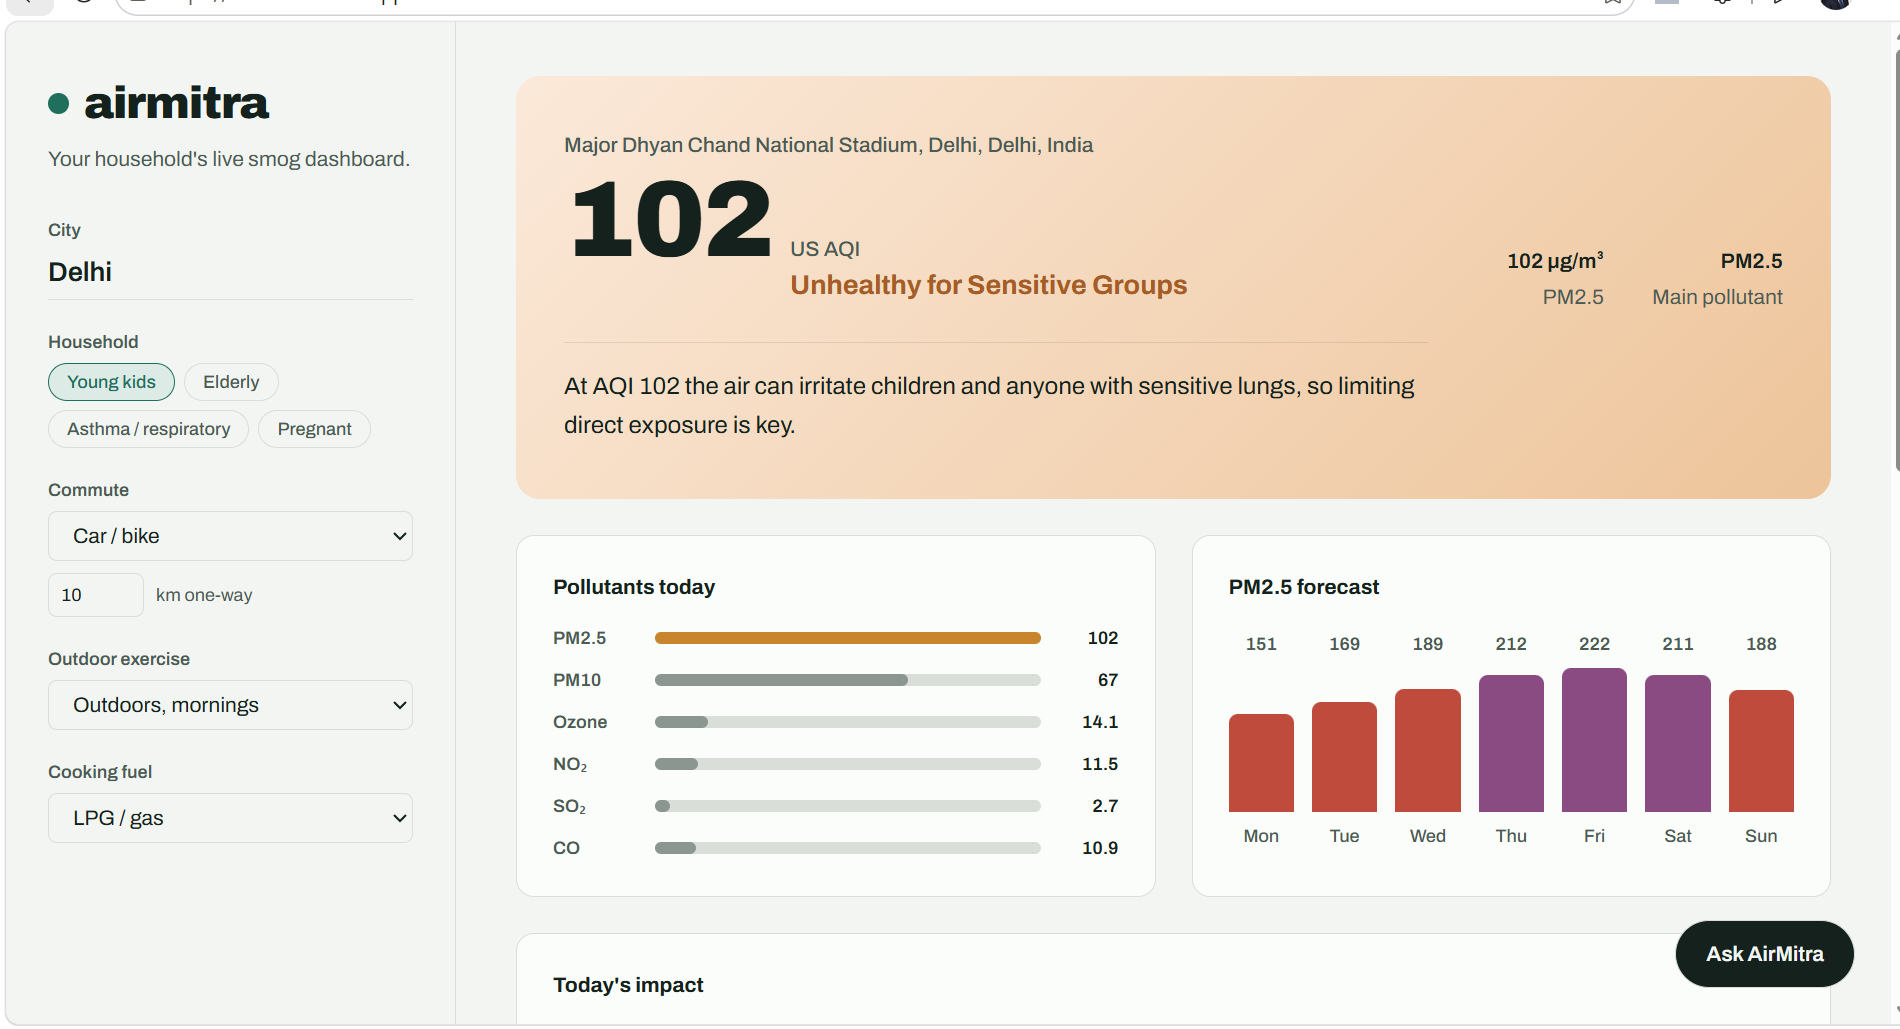 airmitra
Your household's live smog dashboard.
City
Delhi
Household
Young kids
Elderly
Asthma / respiratory
Pregnant
Commute
Car / bike
10
km one-way
Outdoor exercise
Outdoors, mornings
Cooking fuel
LPG / gas
Major Dhyan Chand National Stadium, Delhi, Delhi, India
102
US AQI
Unhealthy for Sensitive Groups
102 µg/m³
PM2.5
PM2.5
Main pollutant
At AQI 102 the air can irritate children and anyone with sensitive lungs, so limiting
direct exposure is key.
Pollutants today
PM2.5 102
PM10 67
Ozone 14.1
NO₂ 11.5
SO₂ 2.7
CO 10.9
PM2.5 forecast
151 169 189 212 222 211 188
Mon Tue Wed Thu Fri Sat Sun
Today's impact
Ask AirMitra